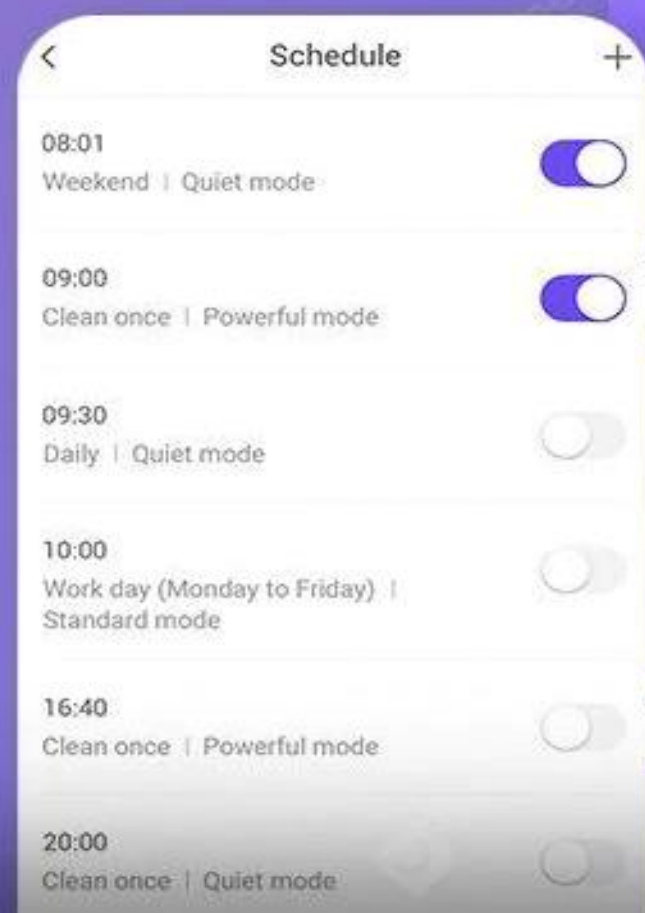 Schedule
08:01
Weekend | Quiet mode
09:00
Clean once | Powerful mode
09:30
Daily | Quiet mode
10:00
Work day (Monday to Friday) |
Standard mode
16:40
Clean once | Powerful mode
20:00
Clean once | Quiet mode